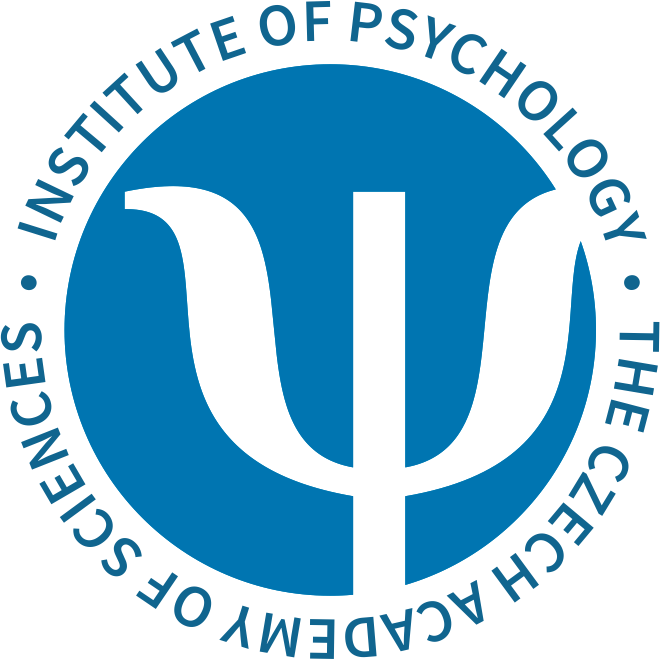 INSTITUTE OF PSYCHOLOGY • THE CZECH ACADEMY OF SCIENCES •
Ψ